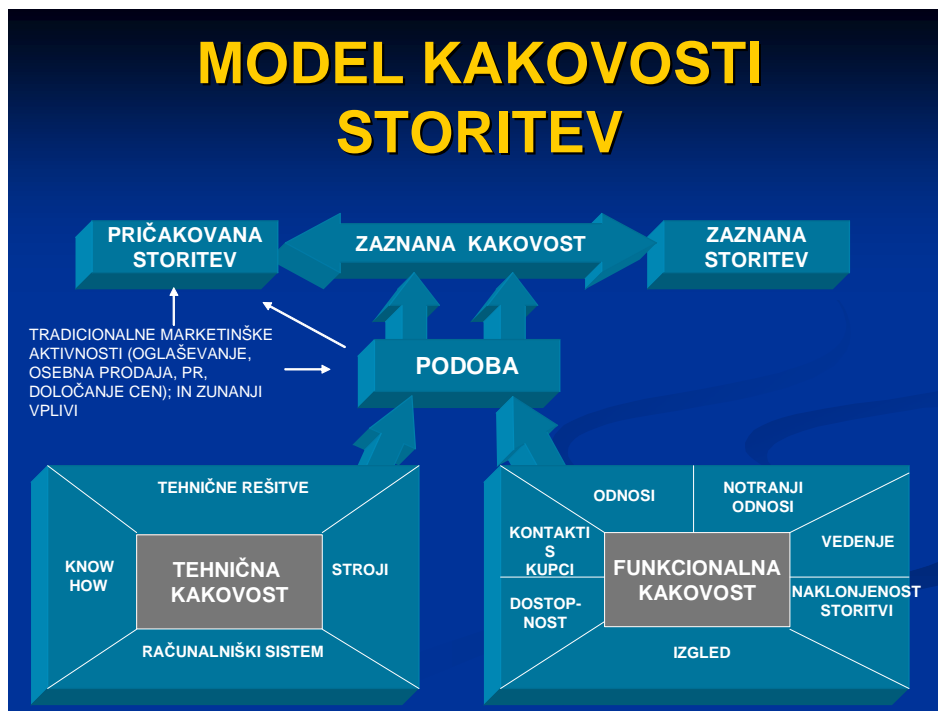 MODEL KAKOVOSTI
STORITEV
PRIČAKOVANA
STORITEV
ZAZNANA KAKOVOST
ZAZNANA
STORITEV
TRADICIONALNE MARKETINŠKE
AKTIVNOSTI (OGLAŠEVANJE,
OSEBNA PRODAJA, PR,
DOLOČANJE CEN); IN ZUNANJI
VPLIVI
PODOBA
TEHNIČNE REŠITVE
KNOW
HOW
TEHNIČNA
KAKOVOST
STROJI
RAČUNALNIŠKI SISTEM
ODNOSI
NOTRANJI
ODNOSI
KONTAKTI
S
KUPCI
VEDENJE
FUNKCIONALNA
KAKOVOST
DOSTOP-
NOST
NAKLONJENOST
STORITVI
IZGLED